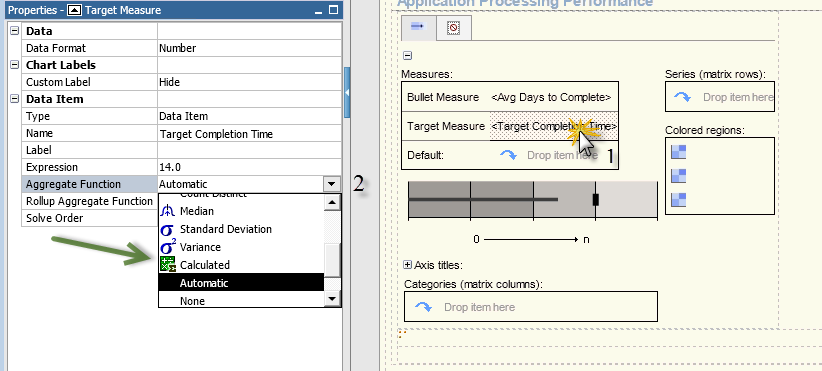 Properties - Target Measure
Data
Data Format Number
Chart Labels
Custom Label Hide
Data Item
Type Data Item
Name Target Completion Time
Label
Expression 14.0
Aggregate Function Automatic
Rollup Aggregate Function
Solve Order
Count Distinct
Median
Standard Deviation
Variance
Calculated
Automatic
None
2
Application Processing Performance
Measures:
Bullet Measure <Avg Days to Complete>
Target Measure <Target Completion Time>
Default: Drop item here
1
Series (matrix rows):
Drop item here
Colored regions:
0 n
Axis titles:
Categories (matrix columns):
Drop item here